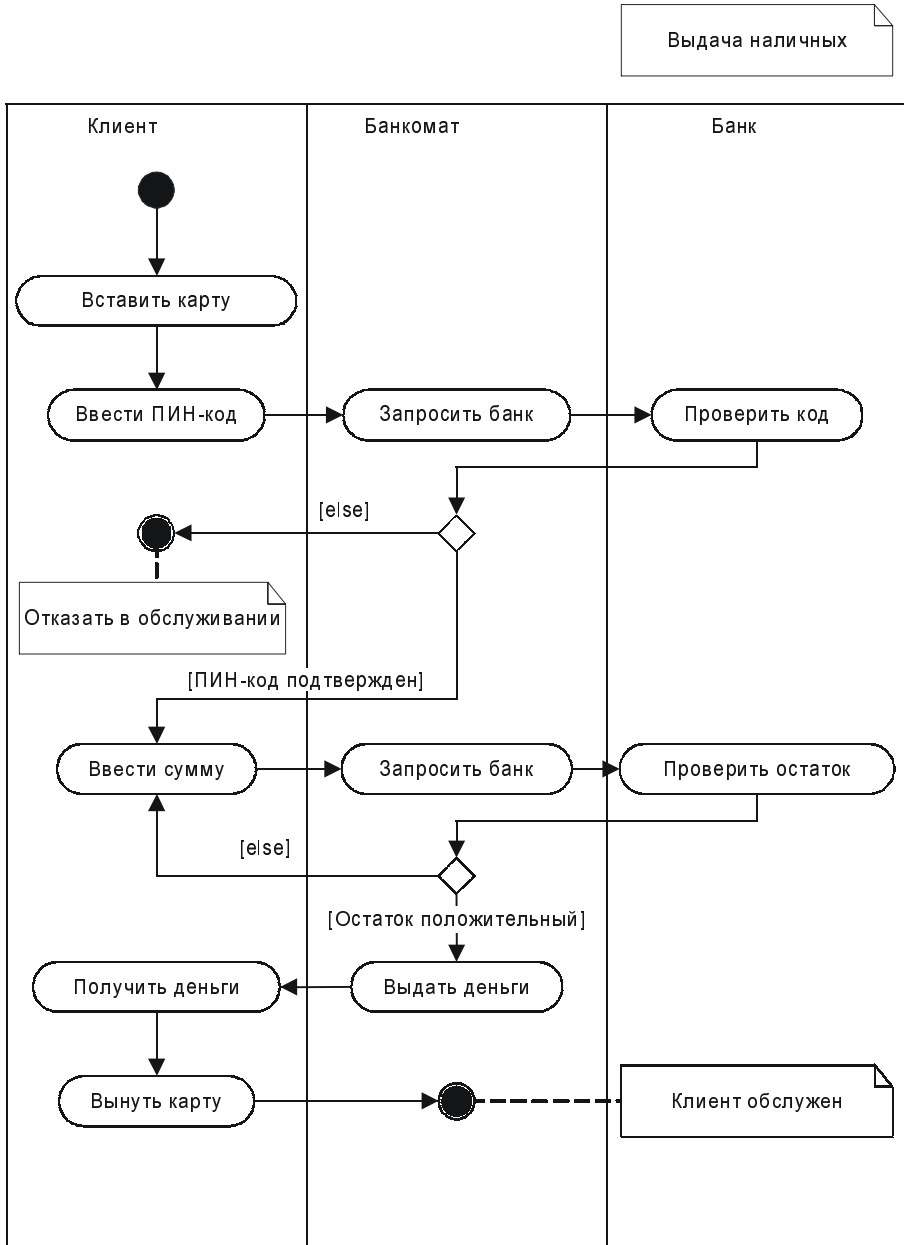 Выдача наличных
Клиент
Банкомат
Банк
Вставить карту
Ввести ПИН-код
Запросить банк
Проверить код
[else]
Отказать в обслуживании
[ПИН-код подтвержден]
Ввести сумму
Запросить банк
Проверить остаток
[else]
[Остаток положительный]
Получить деньги
Выдать деньги
Вынуть карту
Клиент обслужен